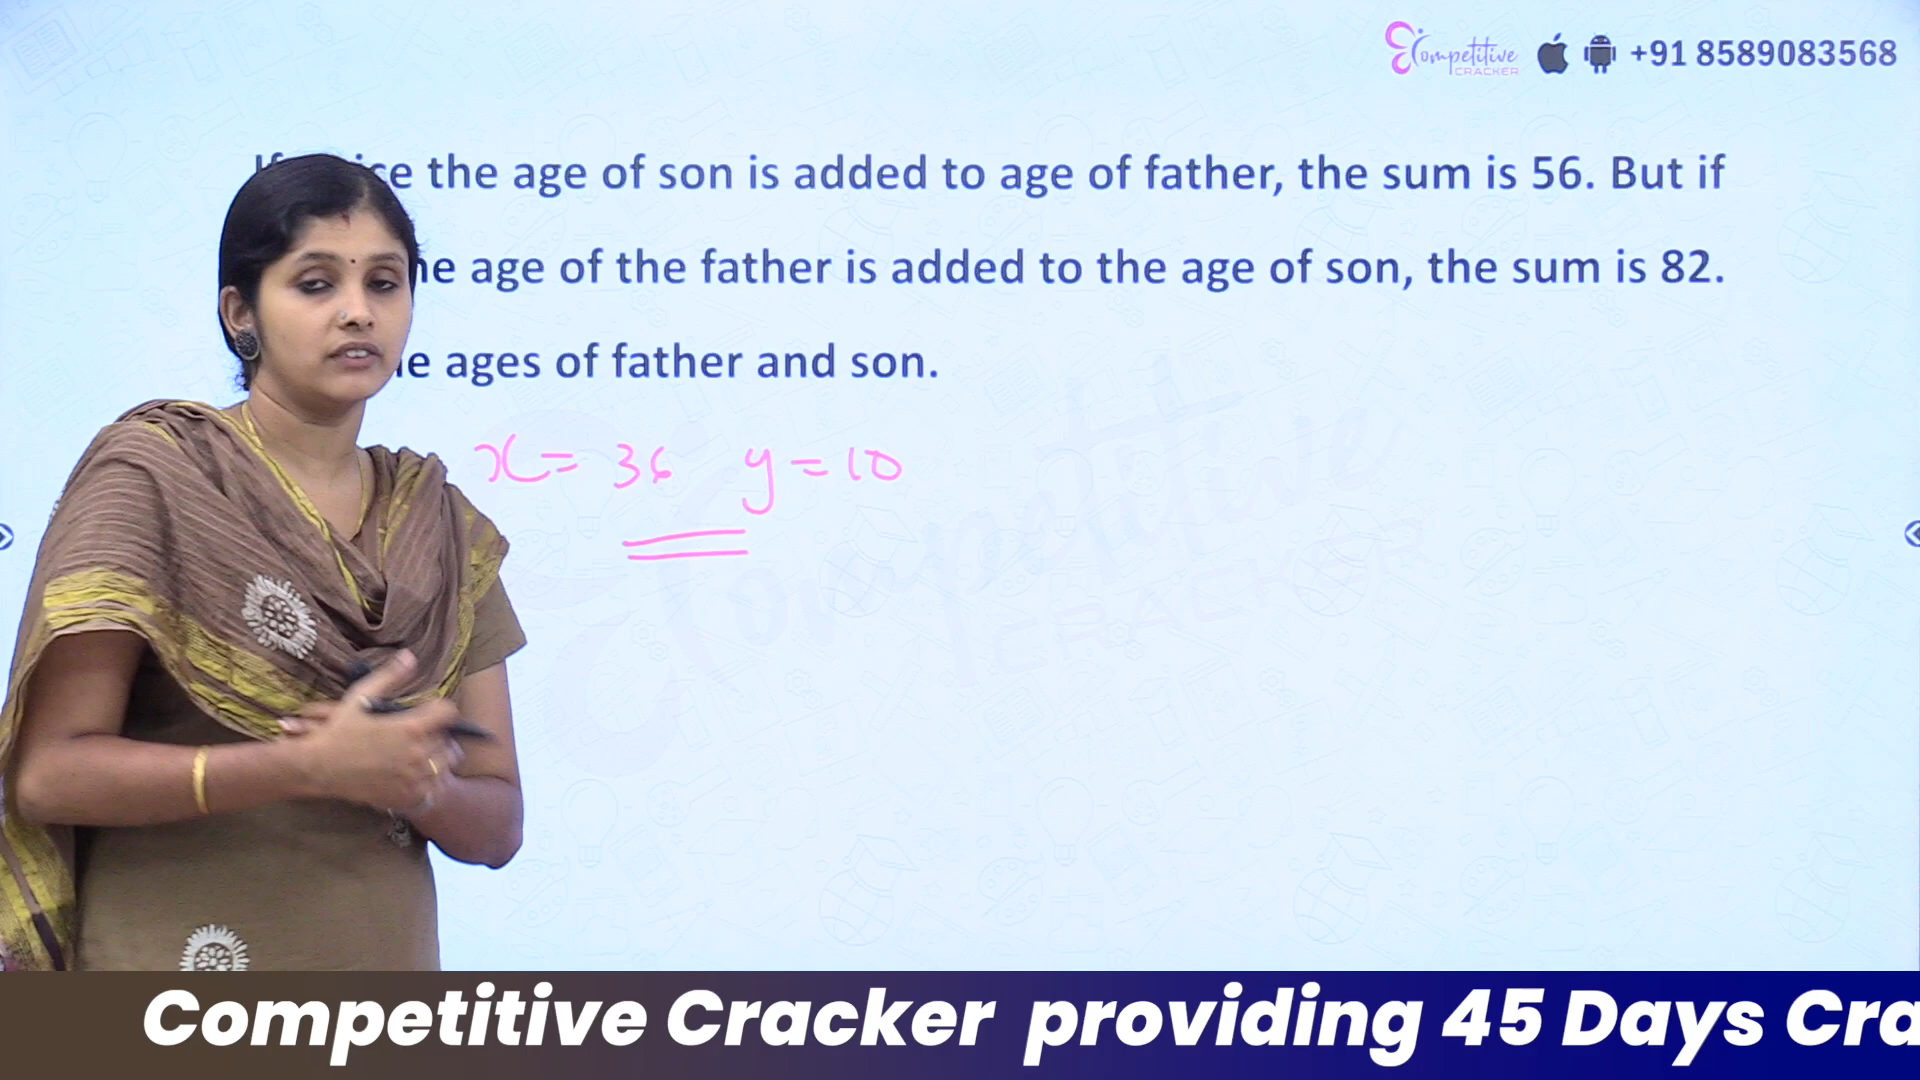 Competitive
CRACKER
+91 8589083568
the age of son is added to age of father, the sum is 56. But if
age of the father is added to the age of son, the sum is 82.
ages of father and son.
x = 36 y = 10
Competitive
CRACKER
Competitive Cracker providing 45 Days Cra